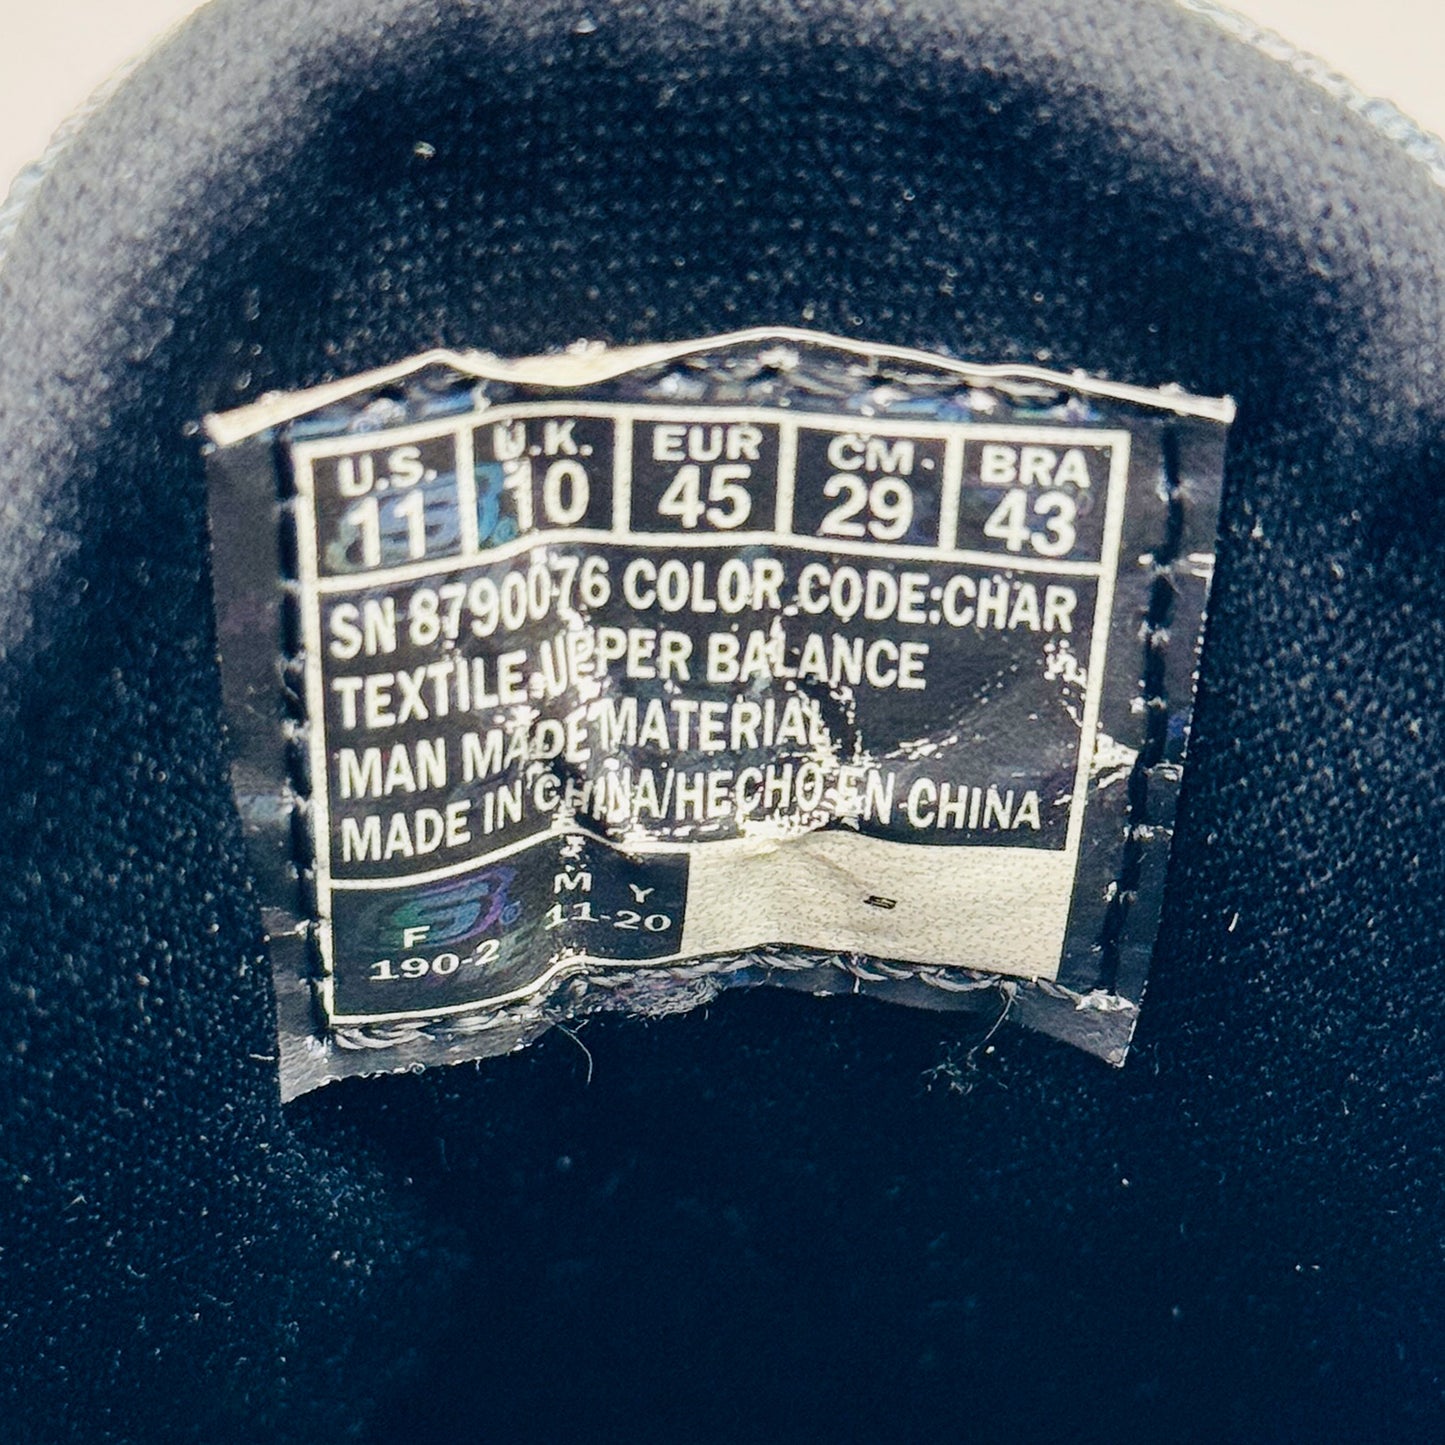 U.S. U.K. EUR CM BRA
11 10 45 29 43
SN 8790076 COLOR CODE:CHAR
TEXTILE UPPER BALANCE
MAN MADE MATERIAL
MADE IN CHINA/HECHO EN CHINA
F M Y
190-2 11-20